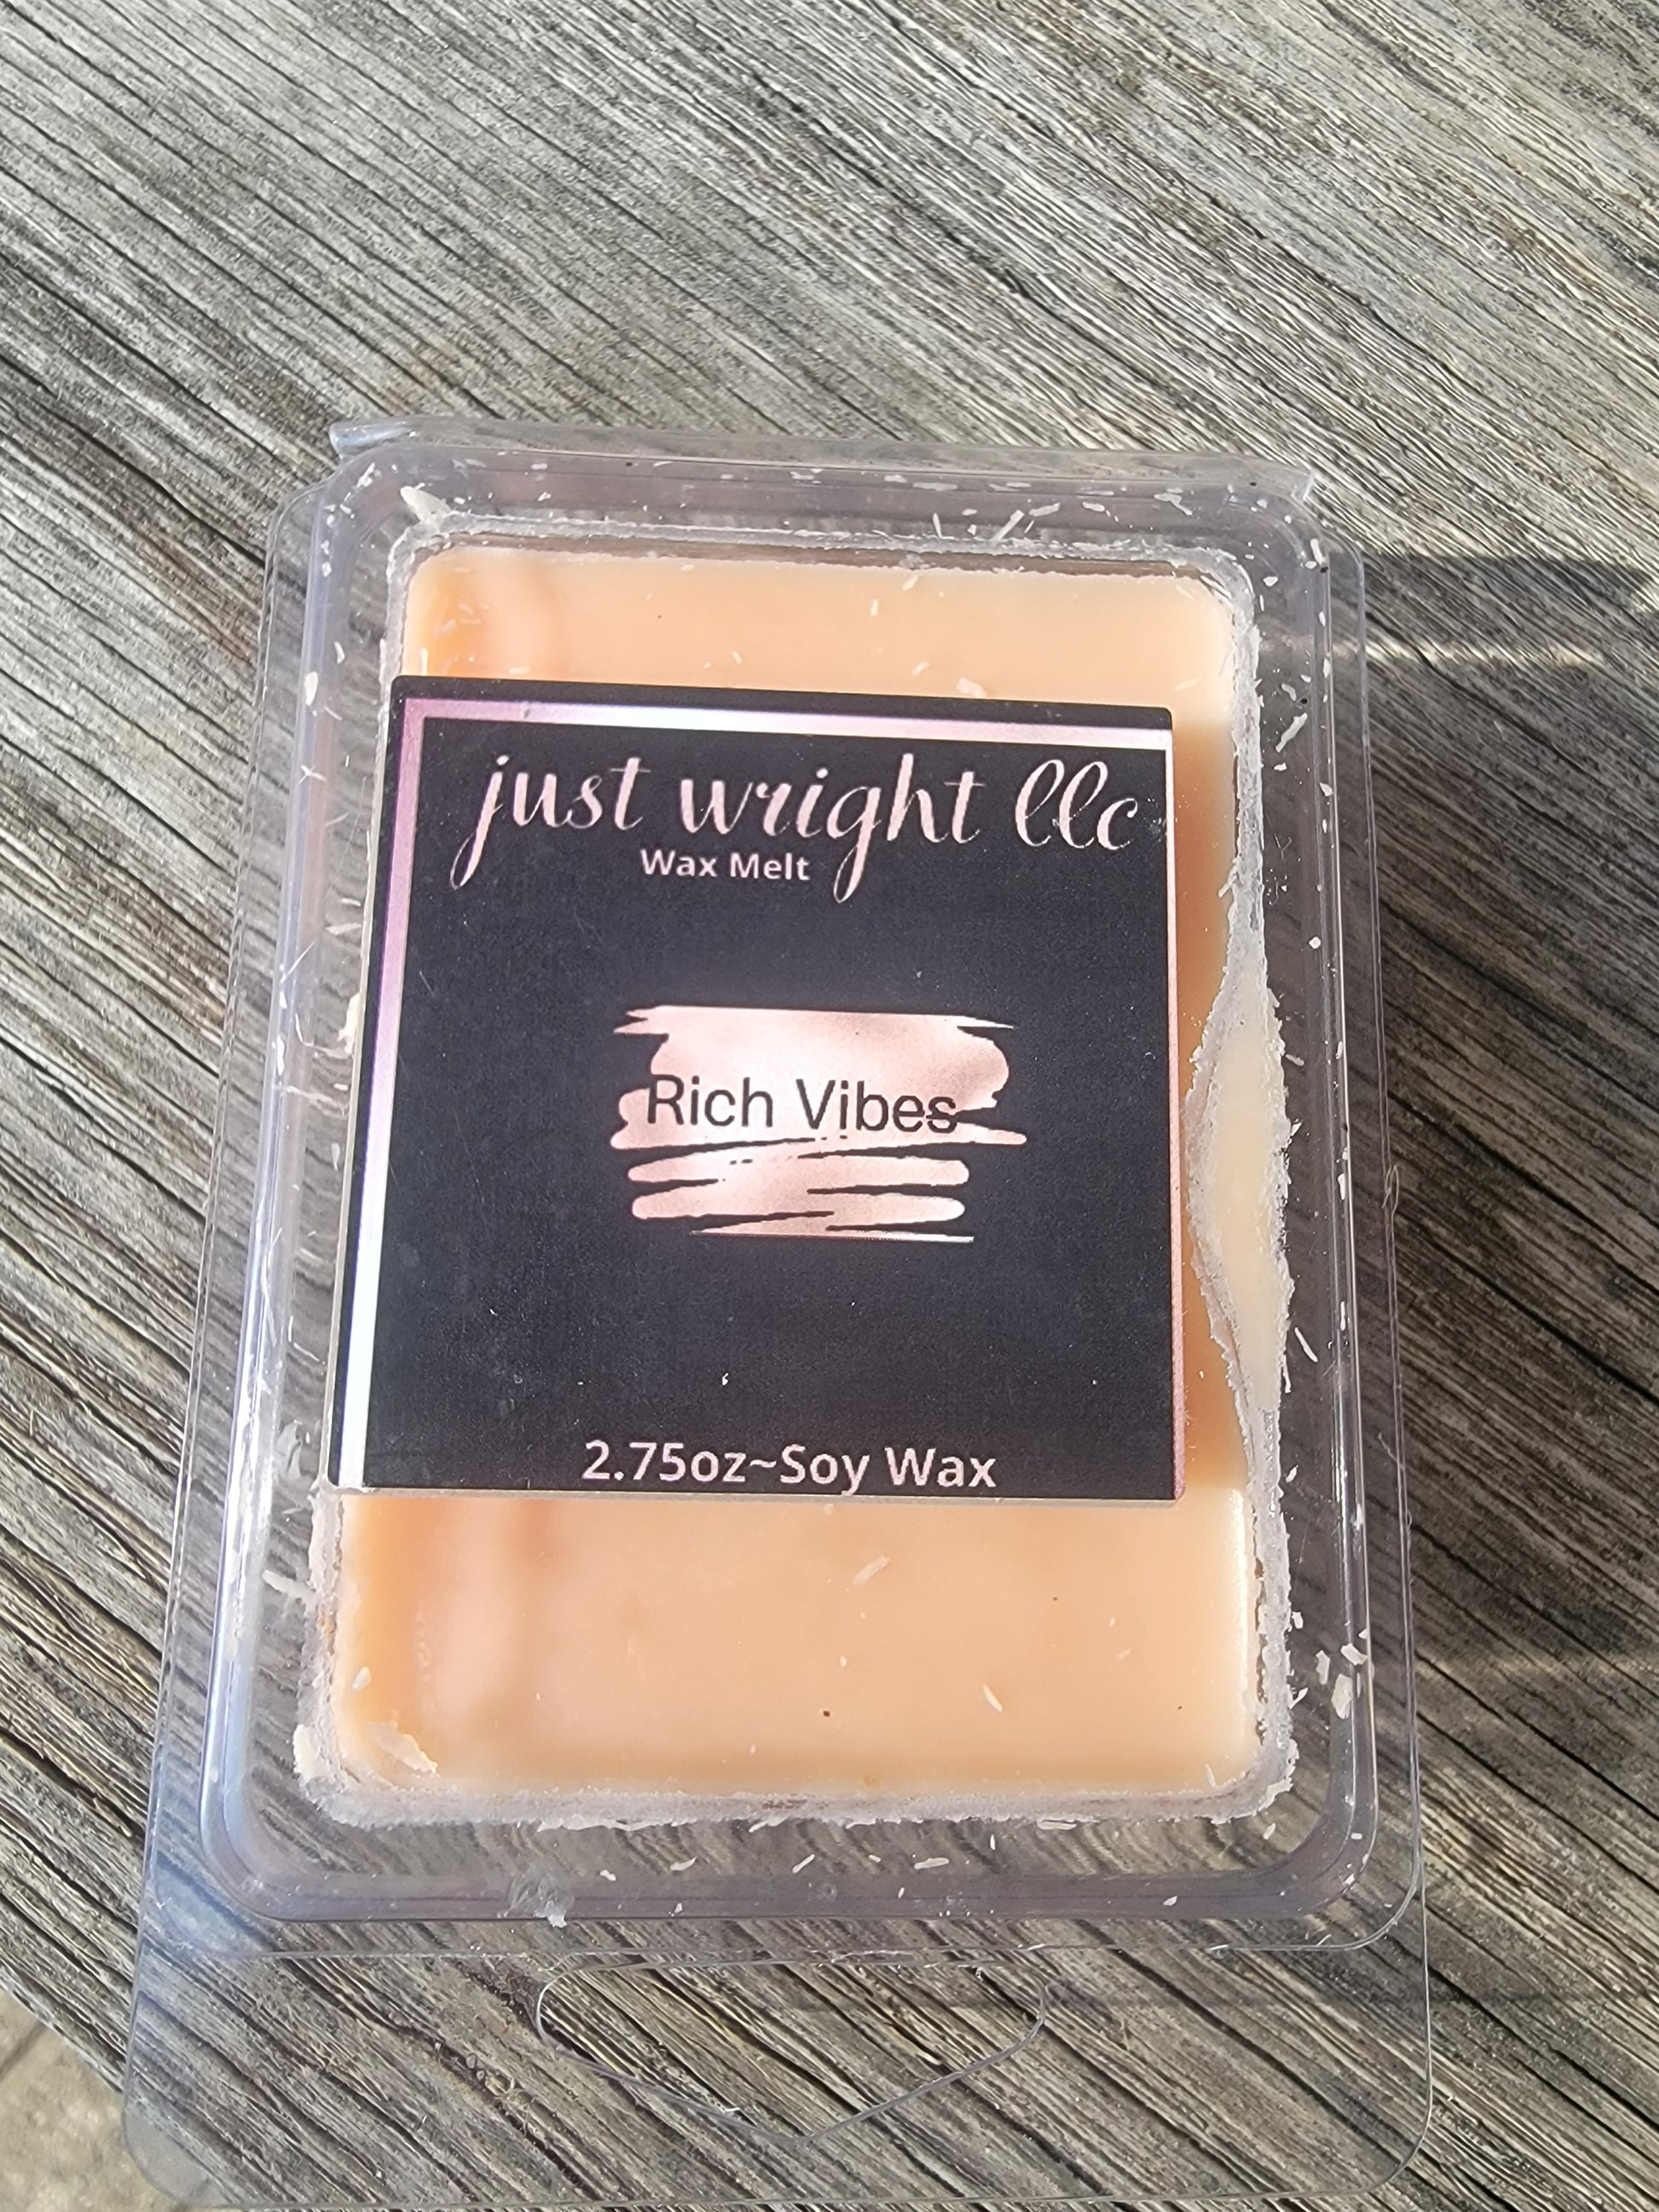 just wright llc
Wax Melt
Rich Vibes
2.75oz~Soy Wax